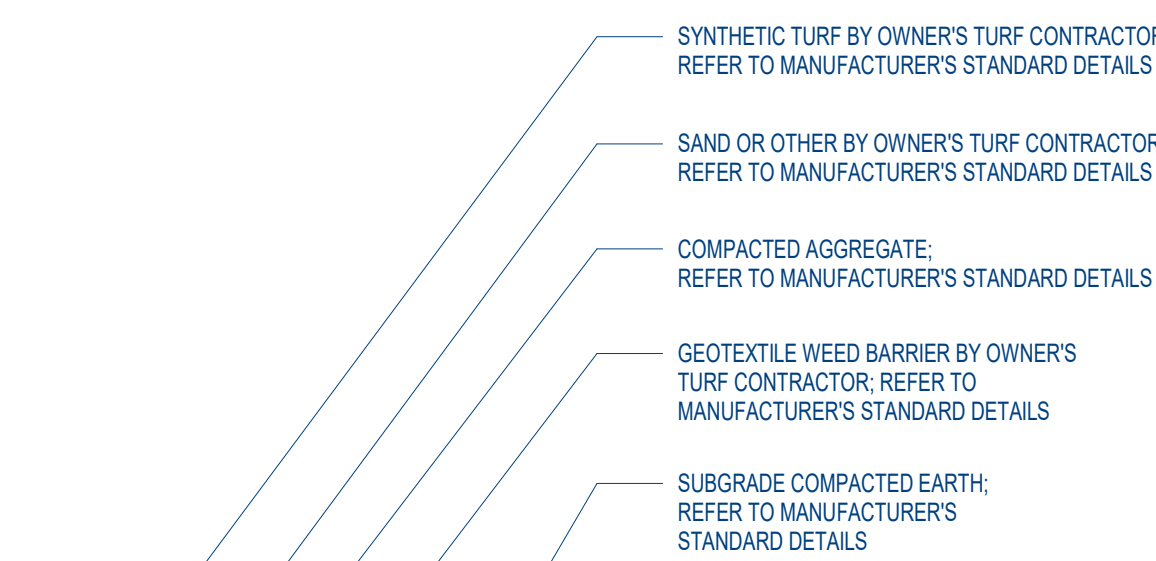 SYNTHETIC TURF BY OWNER'S TURF CONTRACTOR
REFER TO MANUFACTURER'S STANDARD DETAILS
SAND OR OTHER BY OWNER'S TURF CONTRACTOR
REFER TO MANUFACTURER'S STANDARD DETAILS
COMPACTED AGGREGATE;
REFER TO MANUFACTURER'S STANDARD DETAILS
GEOTEXTILE WEED BARRIER BY OWNER'S
TURF CONTRACTOR; REFER TO
MANUFACTURER'S STANDARD DETAILS
SUBGRADE COMPACTED EARTH;
REFER TO MANUFACTURER'S
STANDARD DETAILS